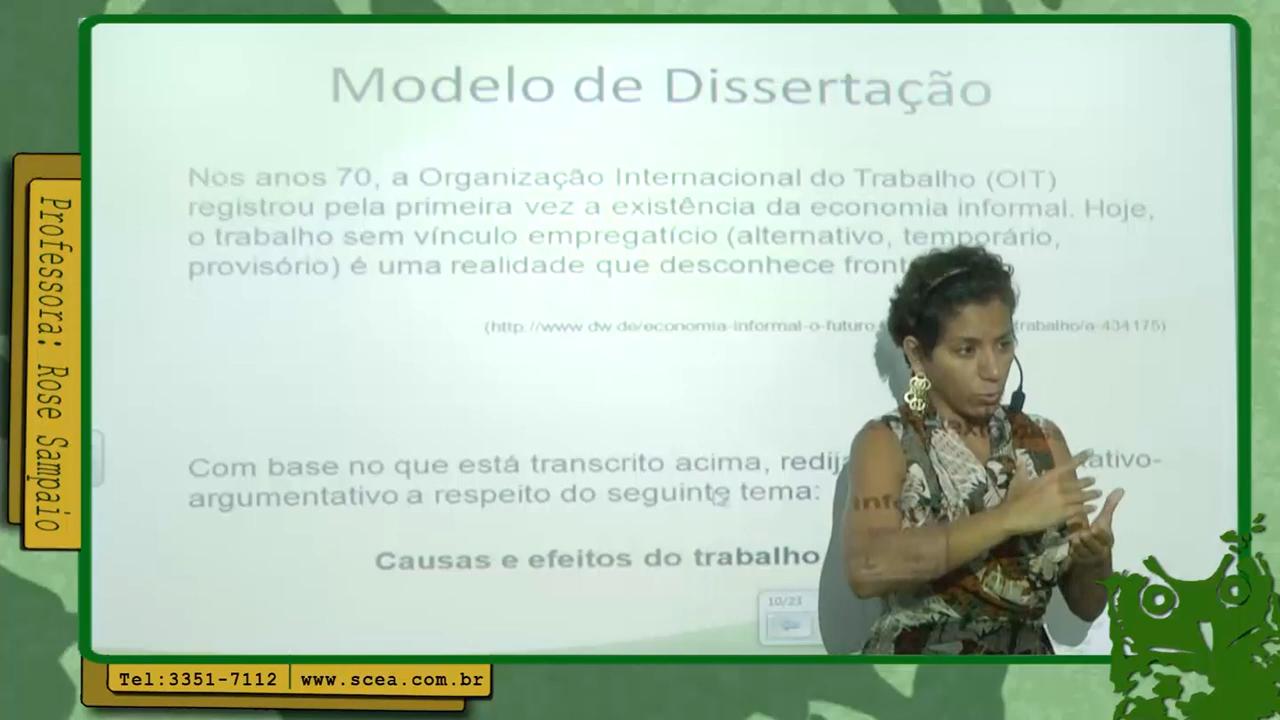 Modelo de Dissertação
Nos anos 70, a Organização Internacional do Trabalho (OIT)
registrou pela primeira vez a existência da economia informal. Hoje,
o trabalho sem vínculo empregatício (alternativo, temporário,
provisório) é uma realidade que desconhece
(http://www.dw.de/economia-informal-o-futuro rabalho/a-434175)
Com base no que está transcrito acima, ativo-
argumentativo a respeito do seguinte tema:
Causas e efeitos do trabalho
10/23
Professora: Rose Sampaio
Tel:3351-7112 www.scea.com.br